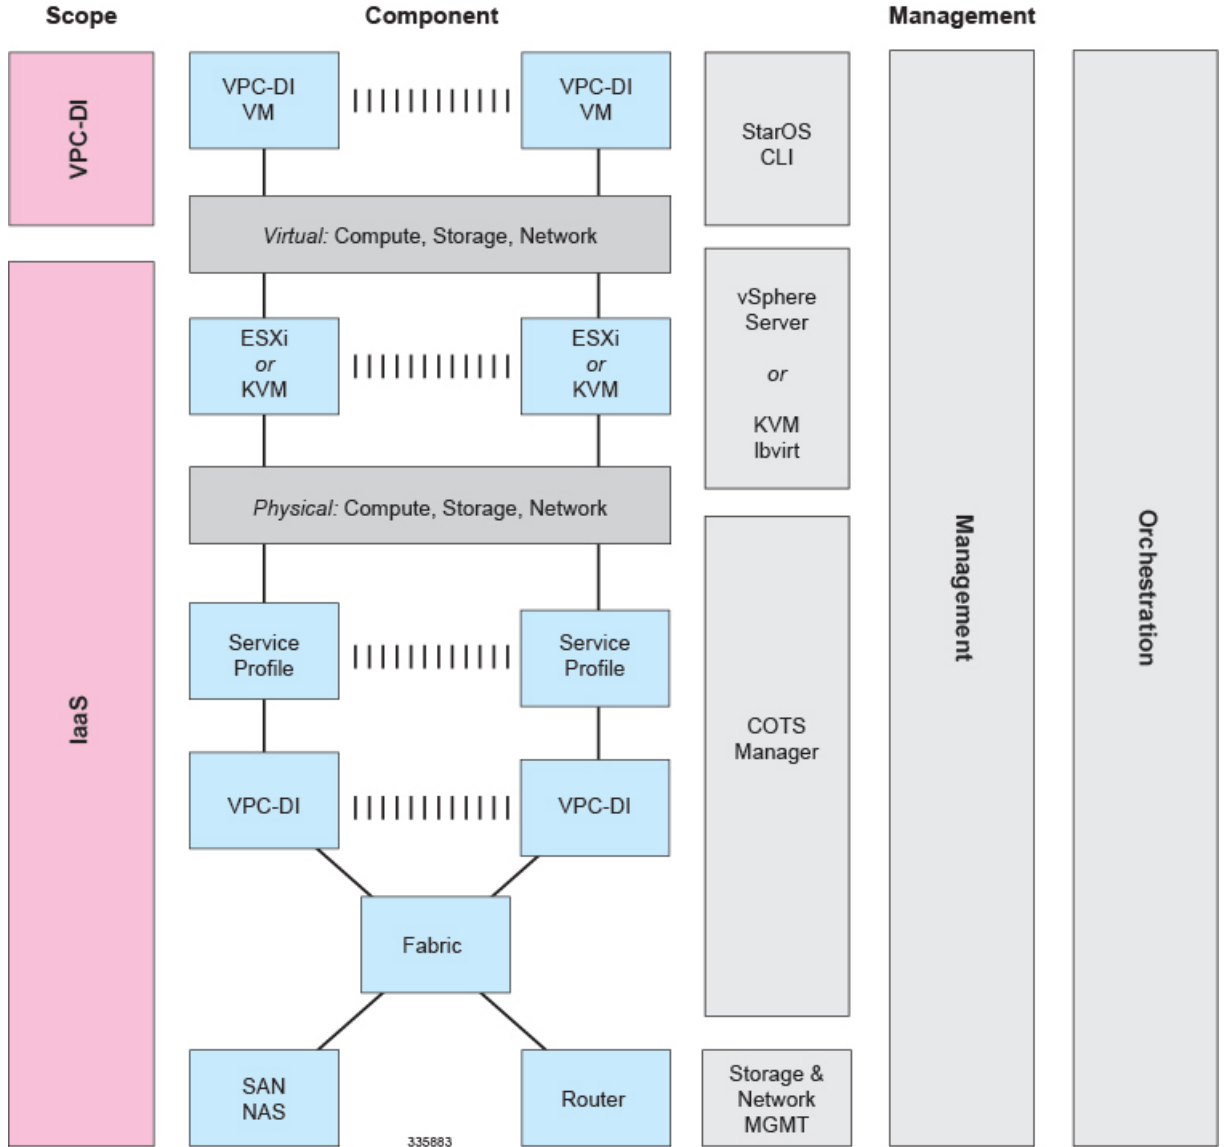 Scope
Component
Management
VPC-DI
VPC-DI
VM
VPC-DI
VM
StarOS
CLI
Virtual: Compute, Storage, Network
IaaS
ESXi
or
KVM
ESXi
or
KVM
vSphere
Server
or
KVM
lbvirt
Physical: Compute, Storage, Network
Service
Profile
Service
Profile
COTS
Manager
VPC-DI
VPC-DI
Fabric
SAN
NAS
Router
Storage &
Network
MGMT
Management
Orchestration
335883